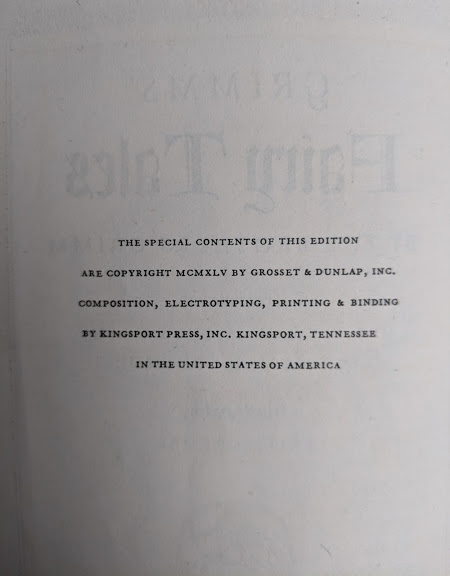 THE SPECIAL CONTENTS OF THIS EDITION
ARE COPYRIGHT MCMXLV BY GROSSET & DUNLAP, INC.
COMPOSITION, ELECTROTYPING, PRINTING & BINDING
BY KINGSPORT PRESS, INC. KINGSPORT, TENNESSEE
IN THE UNITED STATES OF AMERICA